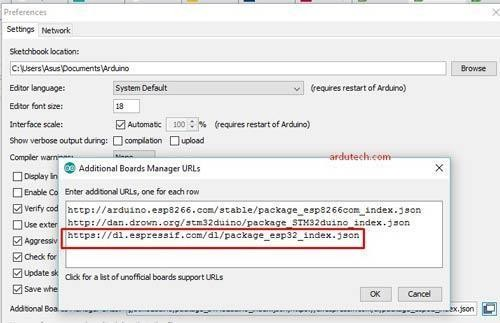 Preferences
Settings Network
Sketchbook location:
C:\Users\Asus\Documents\Arduino Browse
Editor language: System Default (requires restart of Arduino)
Editor font size: 18
Interface scale: Automatic 100 % (requires restart of Arduino)
Show verbose output during: compilation upload
ardutech.com
Compiler warnings: None
Display lin
Enable Co
Verify cod
Use exter
Aggressiv
Check for
Update sk
Save whe
Additional Boards Manager URLs
Enter additional URLs, one for each row
http://arduino.esp8266.com/stable/package_esp8266com_index.json
http://dan.drown.org/stm32duino/package_STM32duino_index.json
https://dl.espressif.com/dl/package_esp32_index.json
Click for a list of unofficial boards support URLs
OK Cancel
Additional Boards